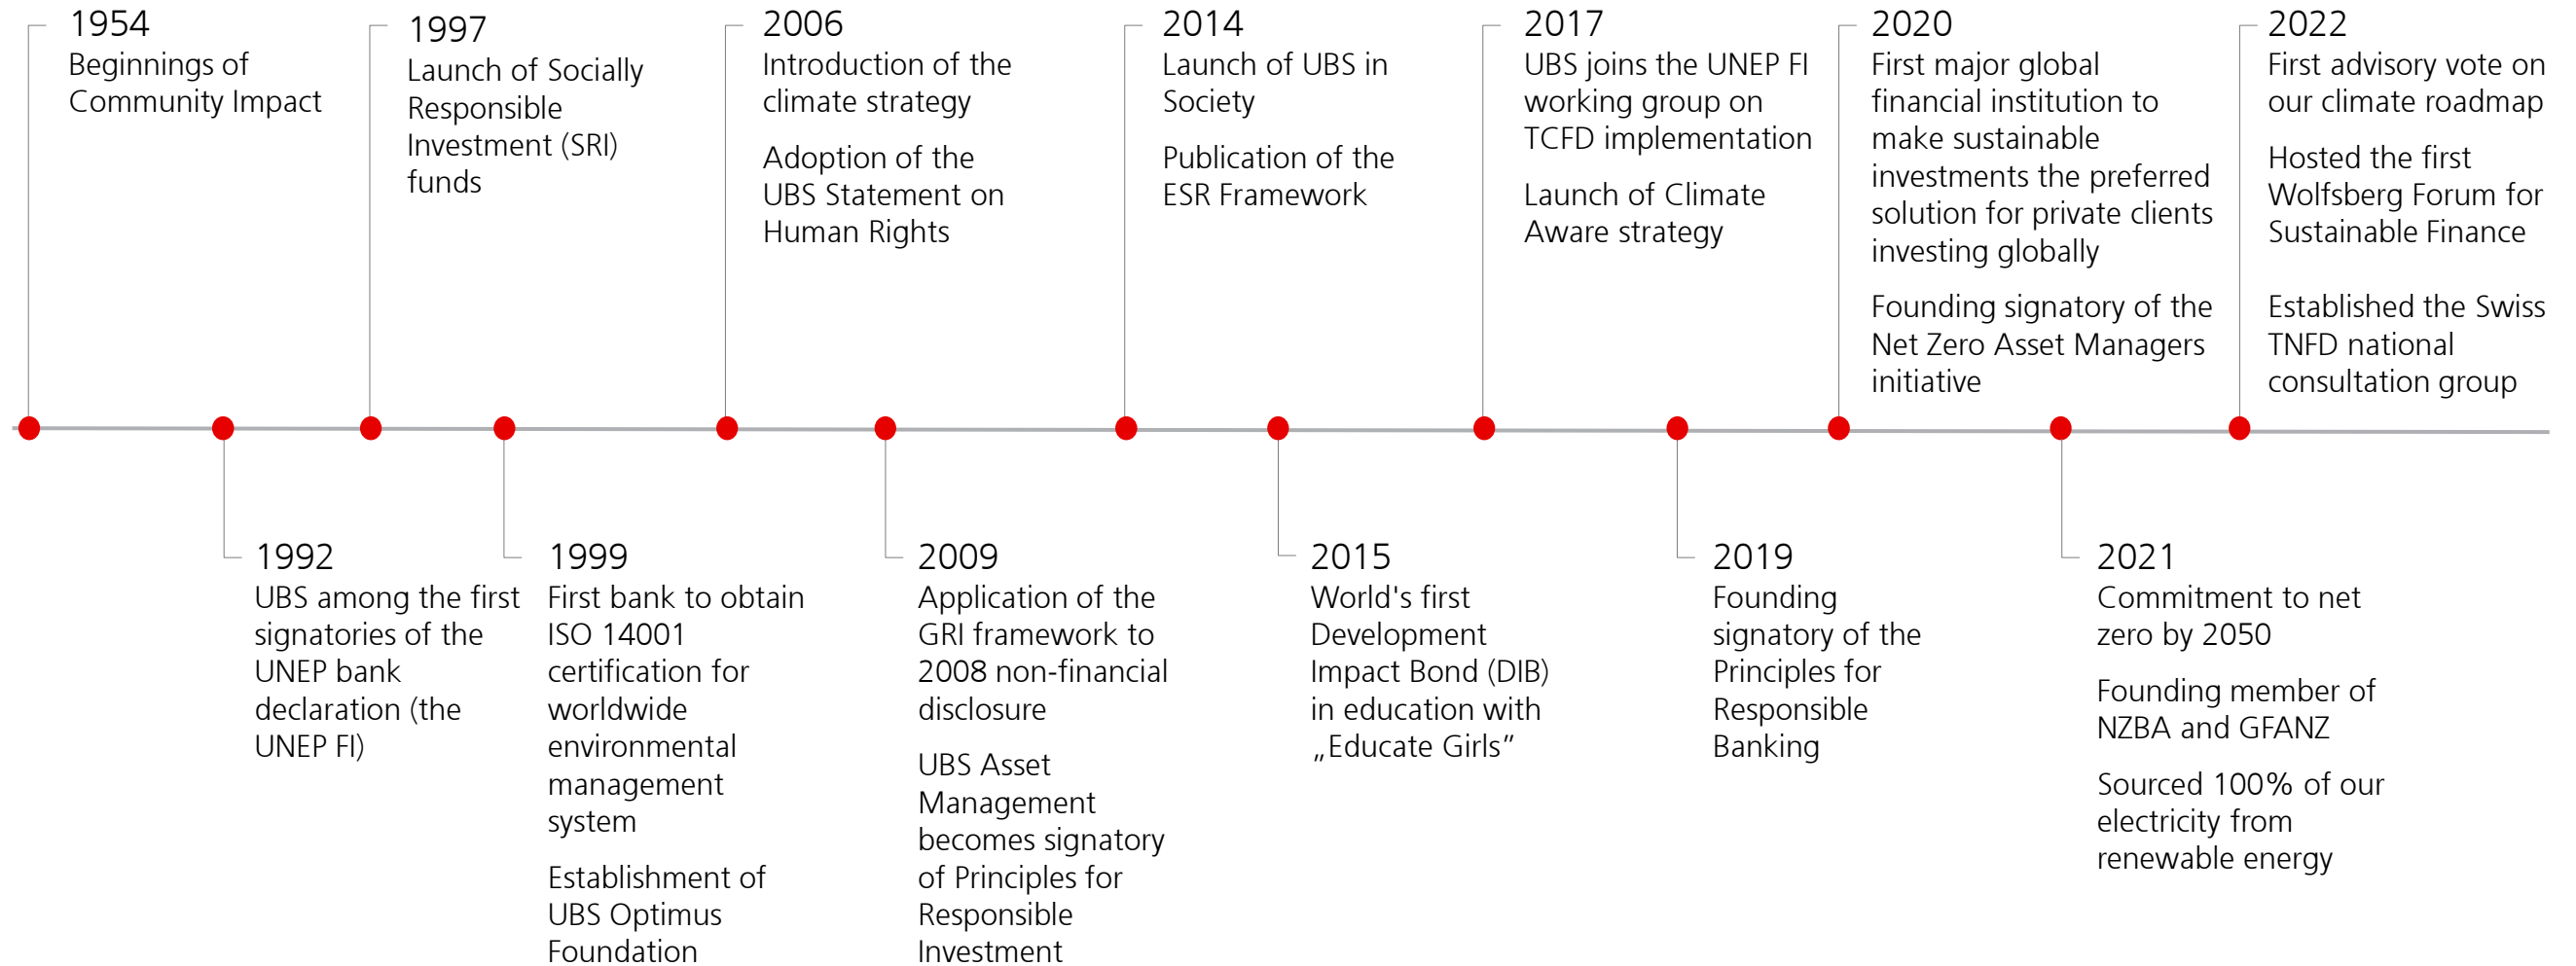 1954
Beginnings of
Community Impact
1997
Launch of Socially
Responsible
Investment (SRI)
funds
2006
Introduction of the
climate strategy
Adoption of the
UBS Statement on
Human Rights
2014
Launch of UBS in
Society
Publication of the
ESR Framework
2017
UBS joins the UNEP FI
working group on
TCFD implementation
Launch of Climate
Aware strategy
2020
First major global
financial institution to
make sustainable
investments the preferred
solution for private clients
investing globally
Founding signatory of the
Net Zero Asset Managers
initiative
2022
First advisory vote on
our climate roadmap
Hosted the first
Wolfsberg Forum for
Sustainable Finance
Established the Swiss
TNFD national
consultation group
1992
UBS among the first
signatories of the
UNEP bank
declaration (the
UNEP FI)
1999
First bank to obtain
ISO 14001
certification for
worldwide
environmental
management
system
Establishment of
UBS Optimus
Foundation
2009
Application of the
GRI framework to
2008 non-financial
disclosure
UBS Asset
Management
becomes signatory
of Principles for
Responsible
Investment
2015
World's first
Development
Impact Bond (DIB)
in education with
„Educate Girls”
2019
Founding
signatory of the
Principles for
Responsible
Banking
2021
Commitment to net
zero by 2050
Founding member of
NZBA and GFANZ
Sourced 100% of our
electricity from
renewable energy